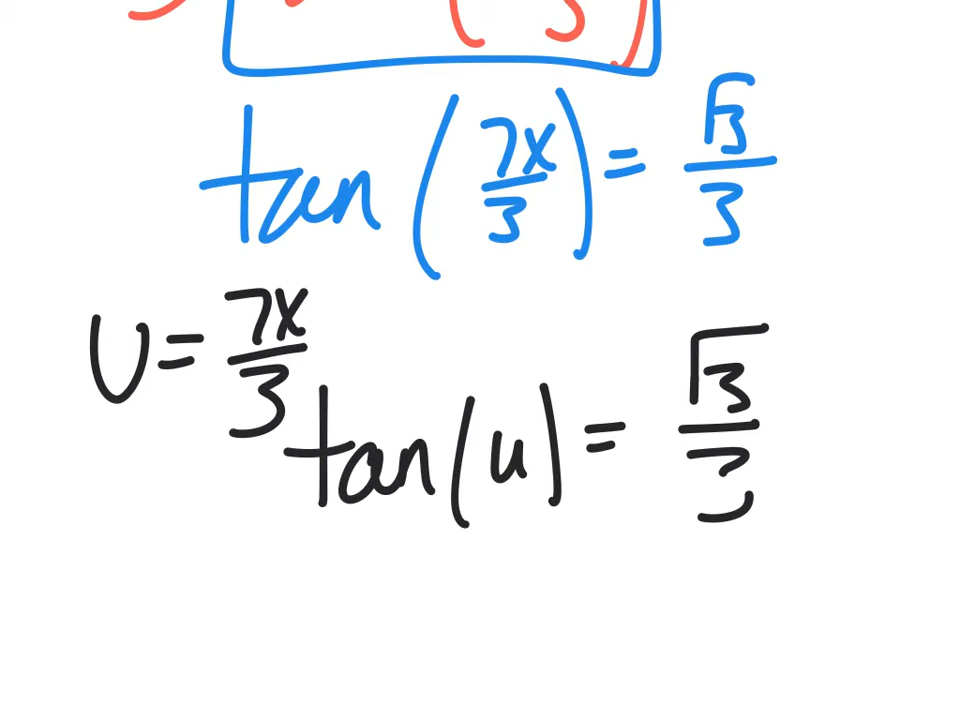 tan(7x/3) = √3/3
U = 7x/3
tan(u) = √3/3